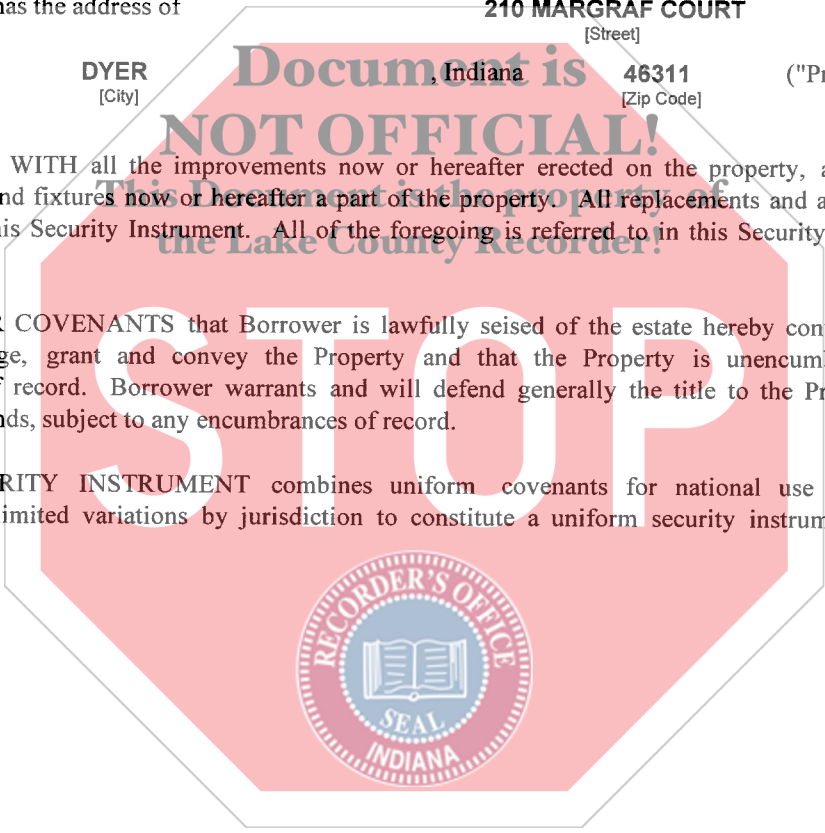 has the address of 210 MARGRAF COURT
[Street]
DYER , Indiana 46311 ("Pr
[City] [Zip Code]
Document is
NOT OFFICIAL!
This Document is the property of
the Lake County Recorder!
WITH all the improvements now or hereafter erected on the property, a
nd fixtures now or hereafter a part of the property. All replacements and a
is Security Instrument. All of the foregoing is referred to in this Security
R COVENANTS that Borrower is lawfully seised of the estate hereby con
ge, grant and convey the Property and that the Property is unencum
f record. Borrower warrants and will defend generally the title to the Pr
nds, subject to any encumbrances of record.
RITY INSTRUMENT combines uniform covenants for national use
limited variations by jurisdiction to constitute a uniform security instrum
STOP
RECORDER'S OFFICE
SEAL
INDIANA